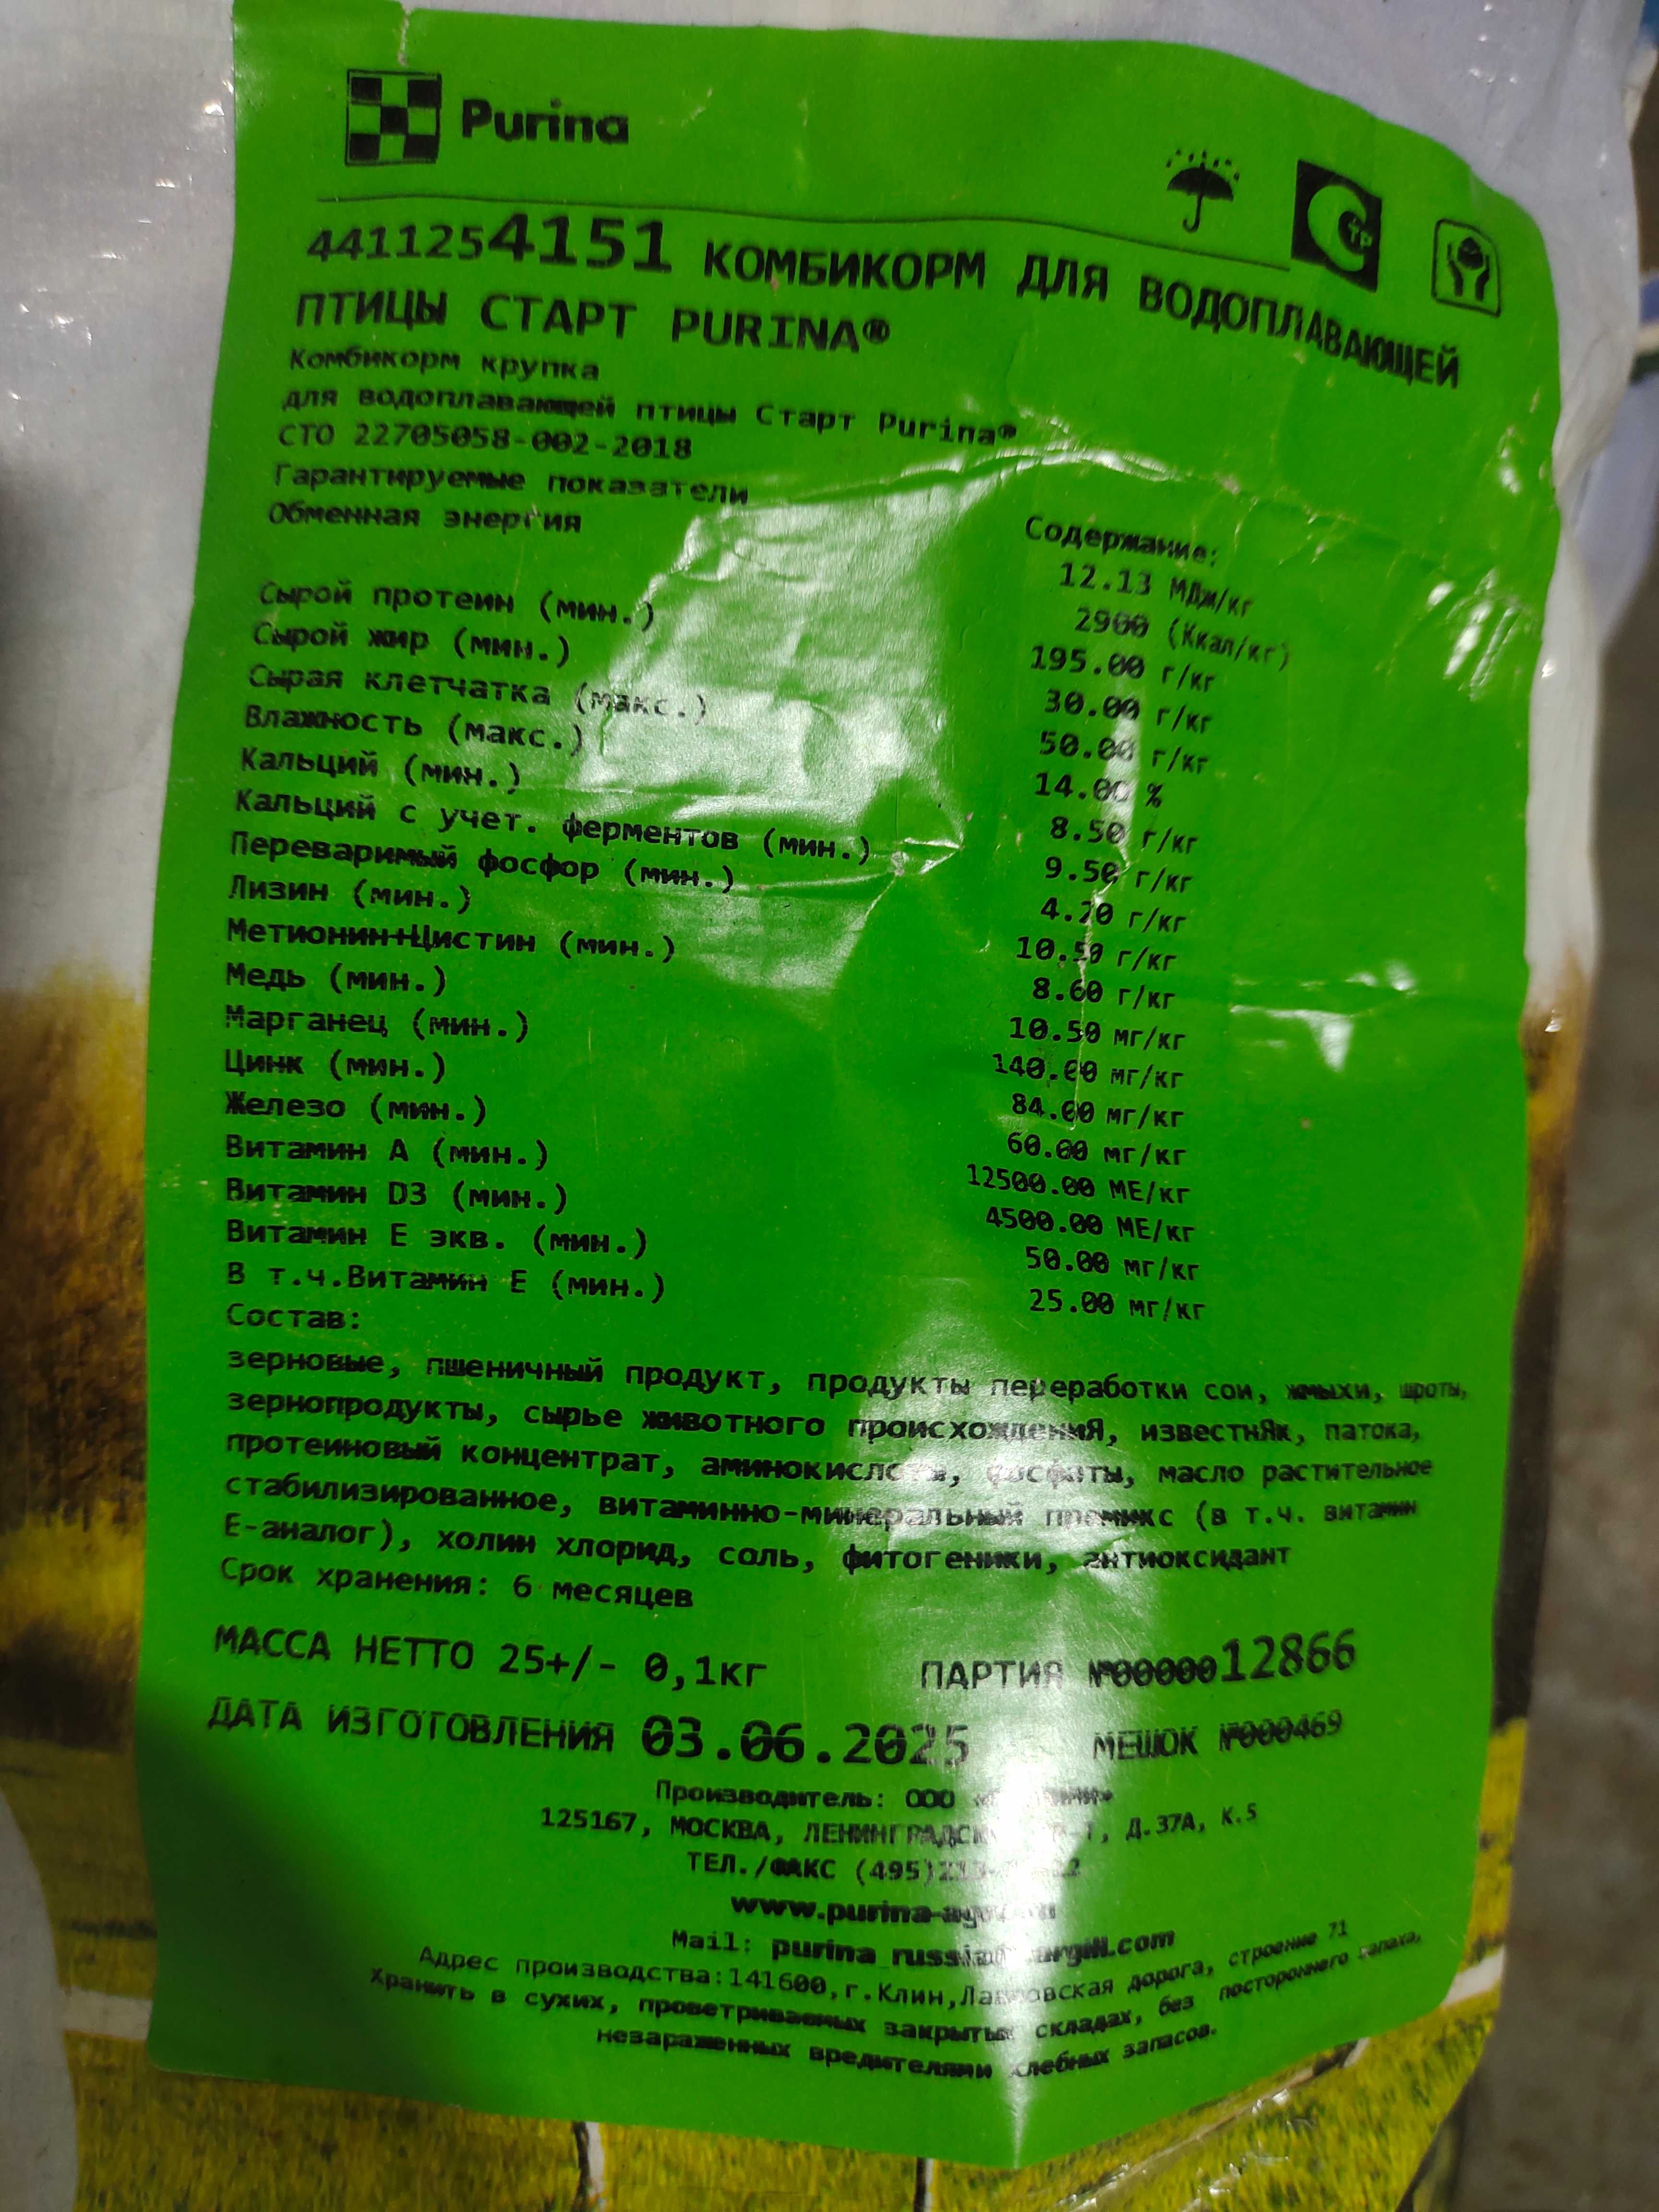 Purina
44112544151 КОМБИКОРМ ДЛЯ ВОДОПЛАВАЮЩЕЙ
ПТИЦЫ СТАРТ PURINA®
Комбикорм крупка
для водоплавающей птицы Старт Purina®
СТО 22705058-002-2018
Гарантируемые показатели
Содержание:
Обменная энергия 12.13 МДж/кг
2900 (Ккал/кг)
Сырой протеин (мин.) 195.00 г/кг
Сырой жир (мин.) 30.00 г/кг
Сырая клетчатка (макс.) 50.00 г/кг
Влажность (макс.) 14.00 %
Кальций (мин.) 8.50 г/кг
Кальций с учет. ферментов (мин.) 9.50 г/кг
Переваримый фосфор (мин.) 4.20 г/кг
Лизин (мин.) 10.50 г/кг
Метионин+Цистин (мин.) 8.60 г/кг
Медь (мин.) 10.50 мг/кг
Марганец (мин.) 140.00 мг/кг
Цинк (мин.) 84.00 мг/кг
Железо (мин.) 60.00 мг/кг
Витамин А (мин.) 12500.00 МЕ/кг
Витамин D3 (мин.) 4500.00 МЕ/кг
Витамин Е экв. (мин.) 50.00 мг/кг
В т.ч.Витамин Е (мин.) 25.00 мг/кг
Состав:
зерновые, пшеничный продукт, продукты переработки сои, жмыхи, шроты,
зернопродукты, сырье животного происхождениЯ, известнЯк, патока,
протеиновый концентрат, аминокислоты, фосфаты, масло растительное
стабилизированное, витаминно-минеральный премикс (в т.ч. витамин
Е-аналог), холин хлорид, соль, фитогеники, антиоксидант
Срок хранения: 6 месяцев
МАССА НЕТТО 25+/- 0,1кг ПАРТИЯ №0000012866
ДАТА ИЗГОТОВЛЕНИЯ 03.06.2025 МЕШОК №000469
Производитель: ООО
125167, МОСКВА, Д.37А, К.5
ТЕЛ./ФАКС (495)
Mail:
Адрес производства:141600,г.Клин,Лавровская дорога, строение 71
Хранить в сухих, проветриваемых закрытых складах, без постороннего запаха,
незараженных вредителями хлебных запасов.